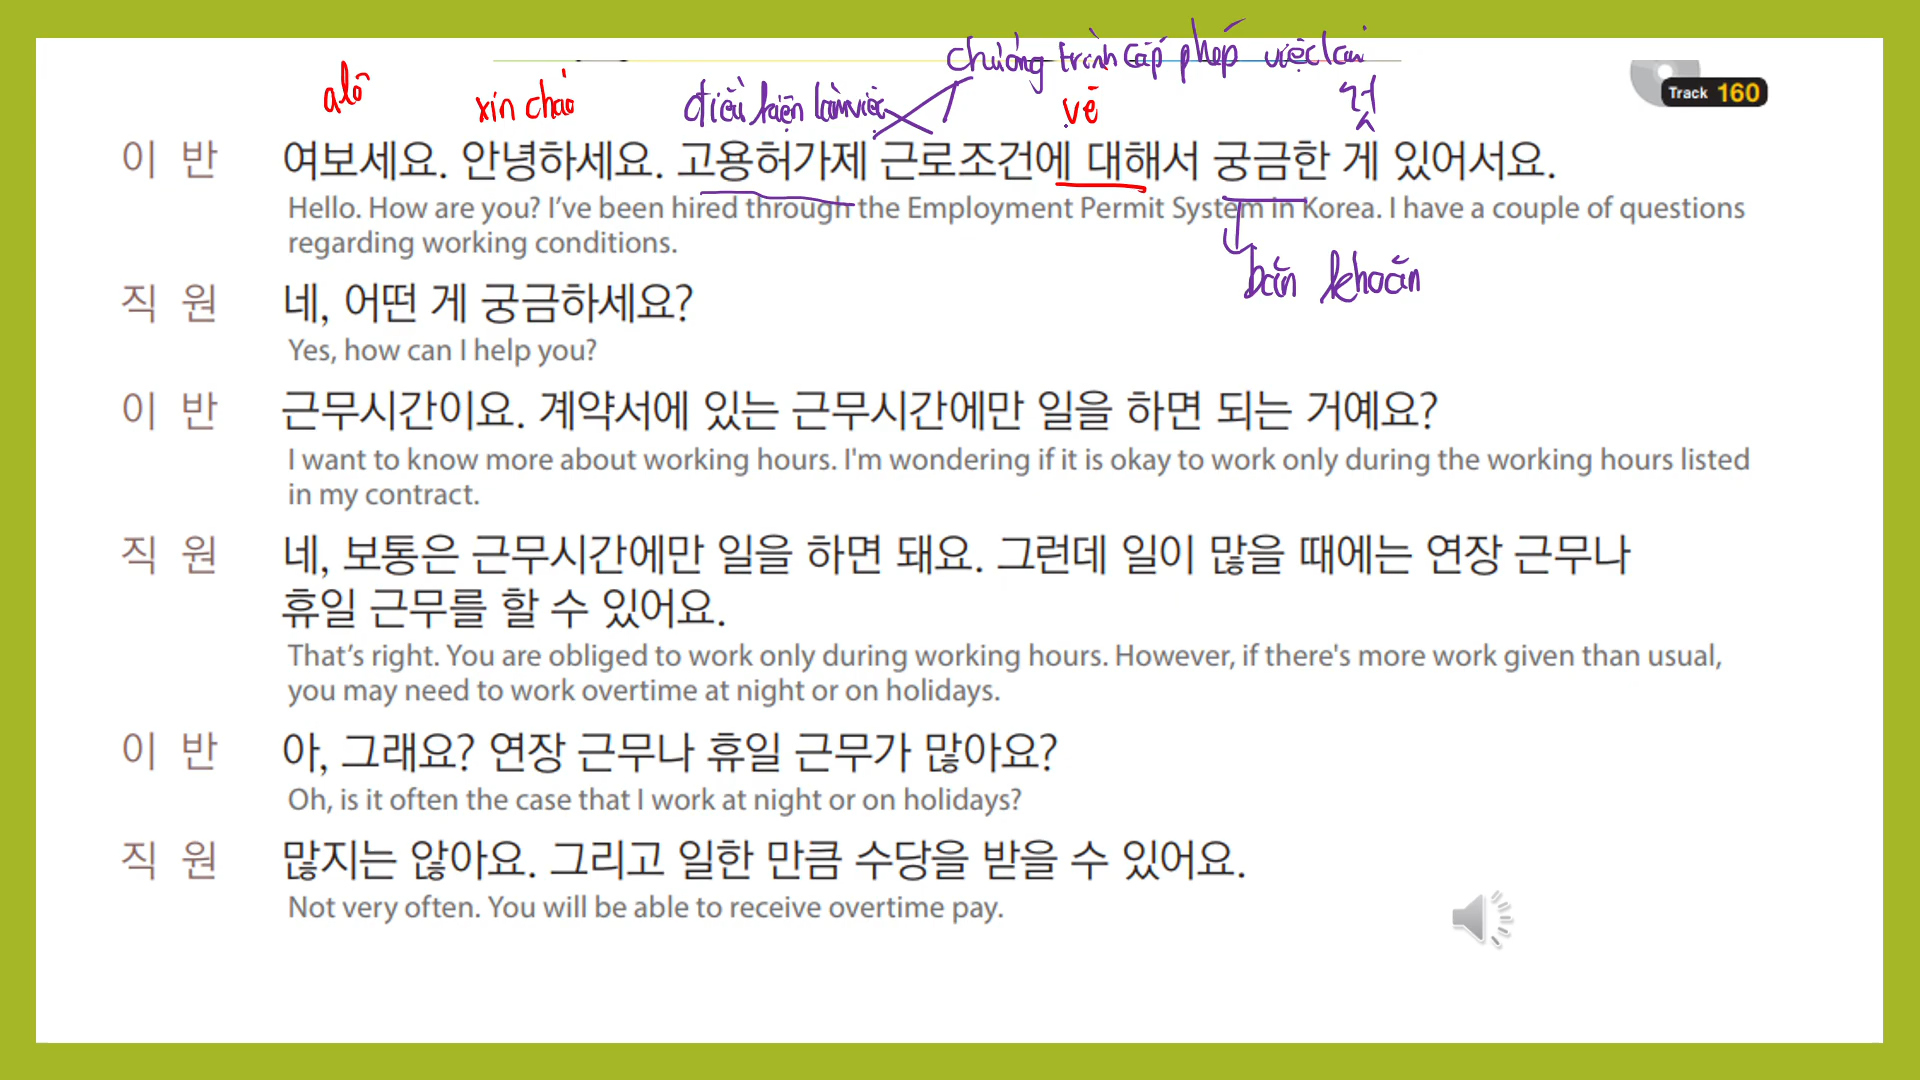 chương trình cấp phép việc làm
alô xin chào điều kiện làm việc về 것
Track 160
이 반 여보세요. 안녕하세요. 고용허가제 근로조건에 대해서 궁금한 게 있어서요.
Hello. How are you? I've been hired through the Employment Permit System in Korea. I have a couple of questions
regarding working conditions.
băn khoăn
직 원 네, 어떤 게 궁금하세요?
Yes, how can I help you?
이 반 근무시간이요. 계약서에 있는 근무시간에만 일을 하면 되는 거예요?
I want to know more about working hours. I'm wondering if it is okay to work only during the working hours listed
in my contract.
직 원 네, 보통은 근무시간에만 일을 하면 돼요. 그런데 일이 많을 때에는 연장 근무나
휴일 근무를 할 수 있어요.
That's right. You are obliged to work only during working hours. However, if there's more work given than usual,
you may need to work overtime at night or on holidays.
이 반 아, 그래요? 연장 근무나 휴일 근무가 많아요?
Oh, is it often the case that I work at night or on holidays?
직 원 많지는 않아요. 그리고 일한 만큼 수당을 받을 수 있어요.
Not very often. You will be able to receive overtime pay.